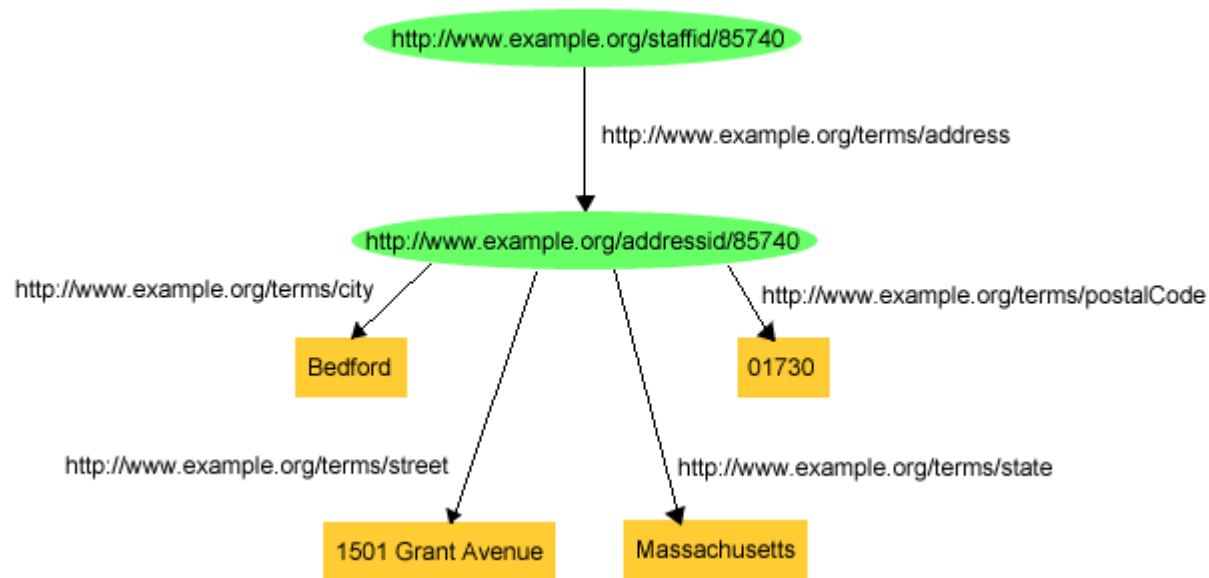 http://www.example.org/staffid/85740
http://www.example.org/terms/address
http://www.example.org/addressid/85740
http://www.example.org/terms/city
http://www.example.org/terms/postalCode
Bedford
01730
http://www.example.org/terms/street
http://www.example.org/terms/state
1501 Grant Avenue
Massachusetts